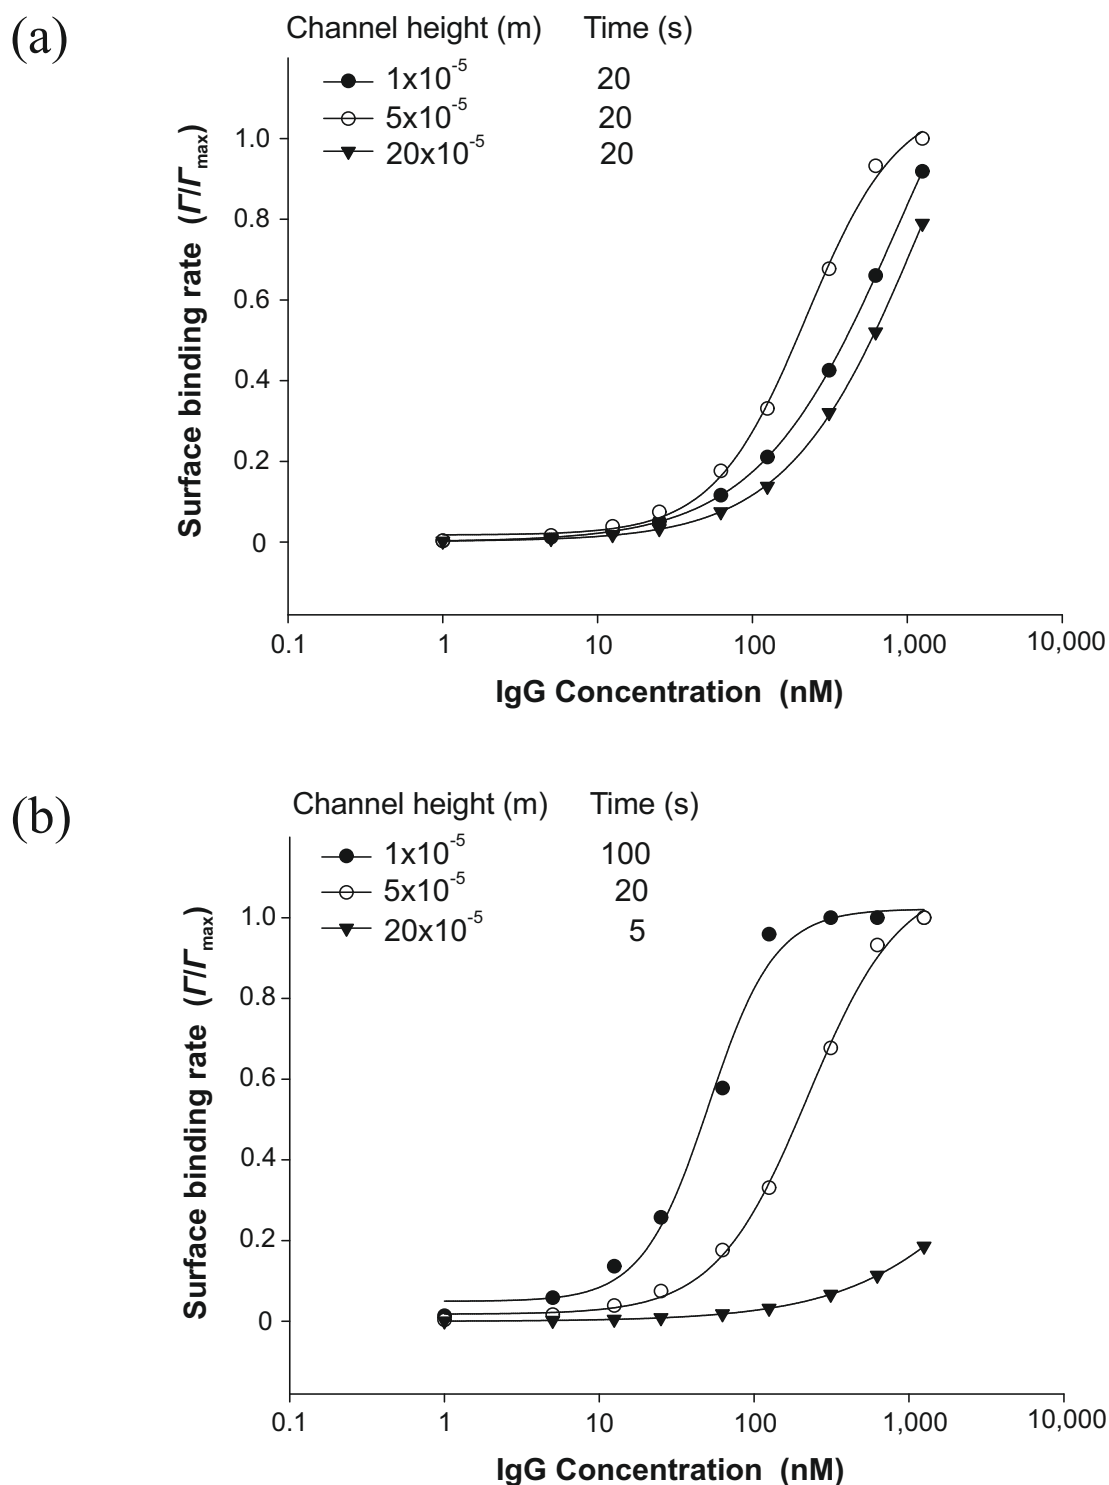 (a)
Channel height (m) Time (s)
1x10⁻⁵ 20
5x10⁻⁵ 20
20x10⁻⁵ 20
Surface binding rate (Γ/Γmax)
1.0
0.8
0.6
0.4
0.2
0
0.1 1 10 100 1,000 10,000
IgG Concentration (nM)
(b)
Channel height (m) Time (s)
1x10⁻⁵ 100
5x10⁻⁵ 20
20x10⁻⁵ 5
Surface binding rate (Γ/Γmax)
1.0
0.8
0.6
0.4
0.2
0
0.1 1 10 100 1,000 10,000
IgG Concentration (nM)